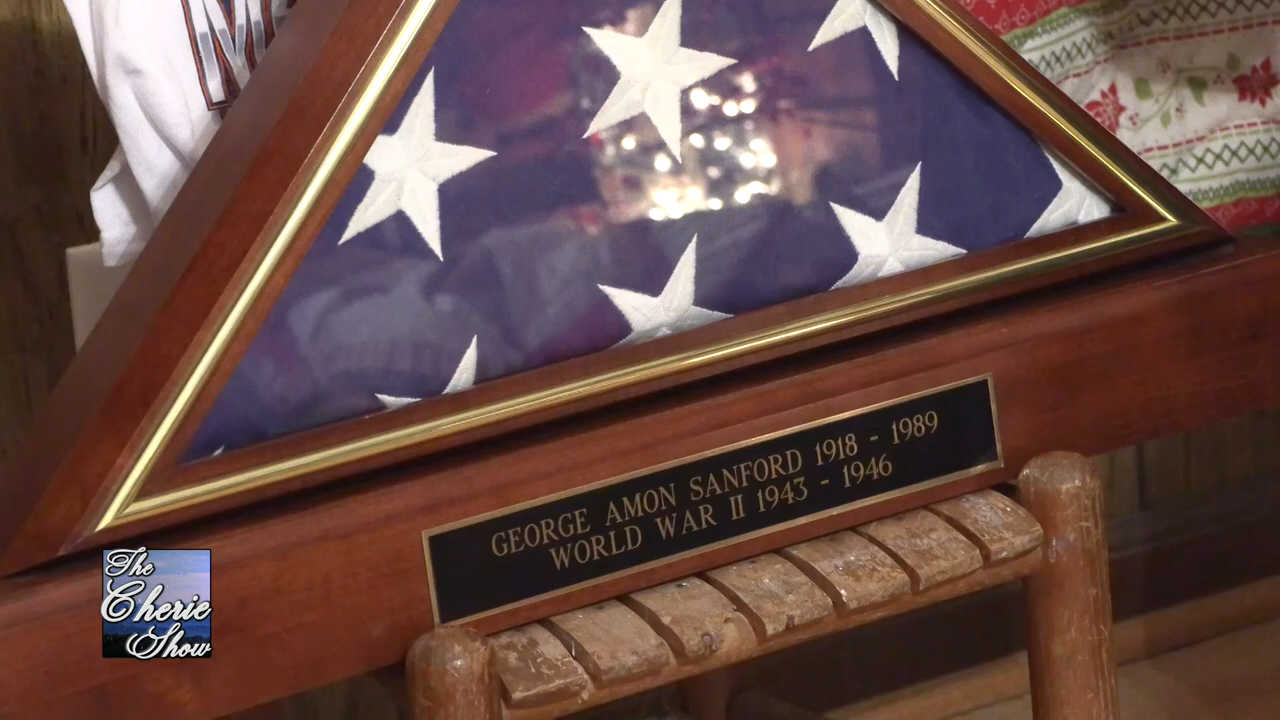 GEORGE AMON SANFORD 1918 - 1989
WORLD WAR II 1943 - 1946
The
Cherie
Show